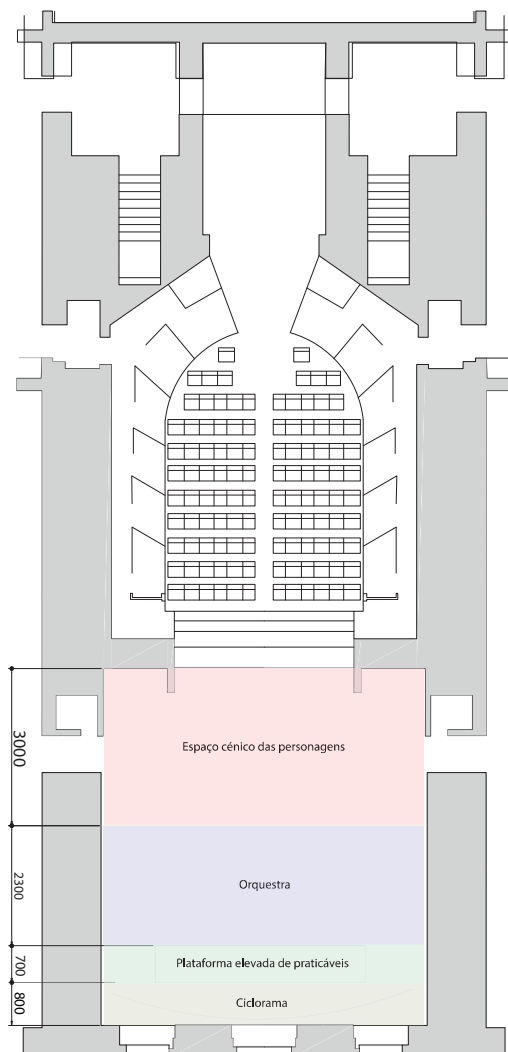 3000
Espaço cénico das personagens
2300
Orquestra
700
Plataforma elevada de praticáveis
800
Ciclorama